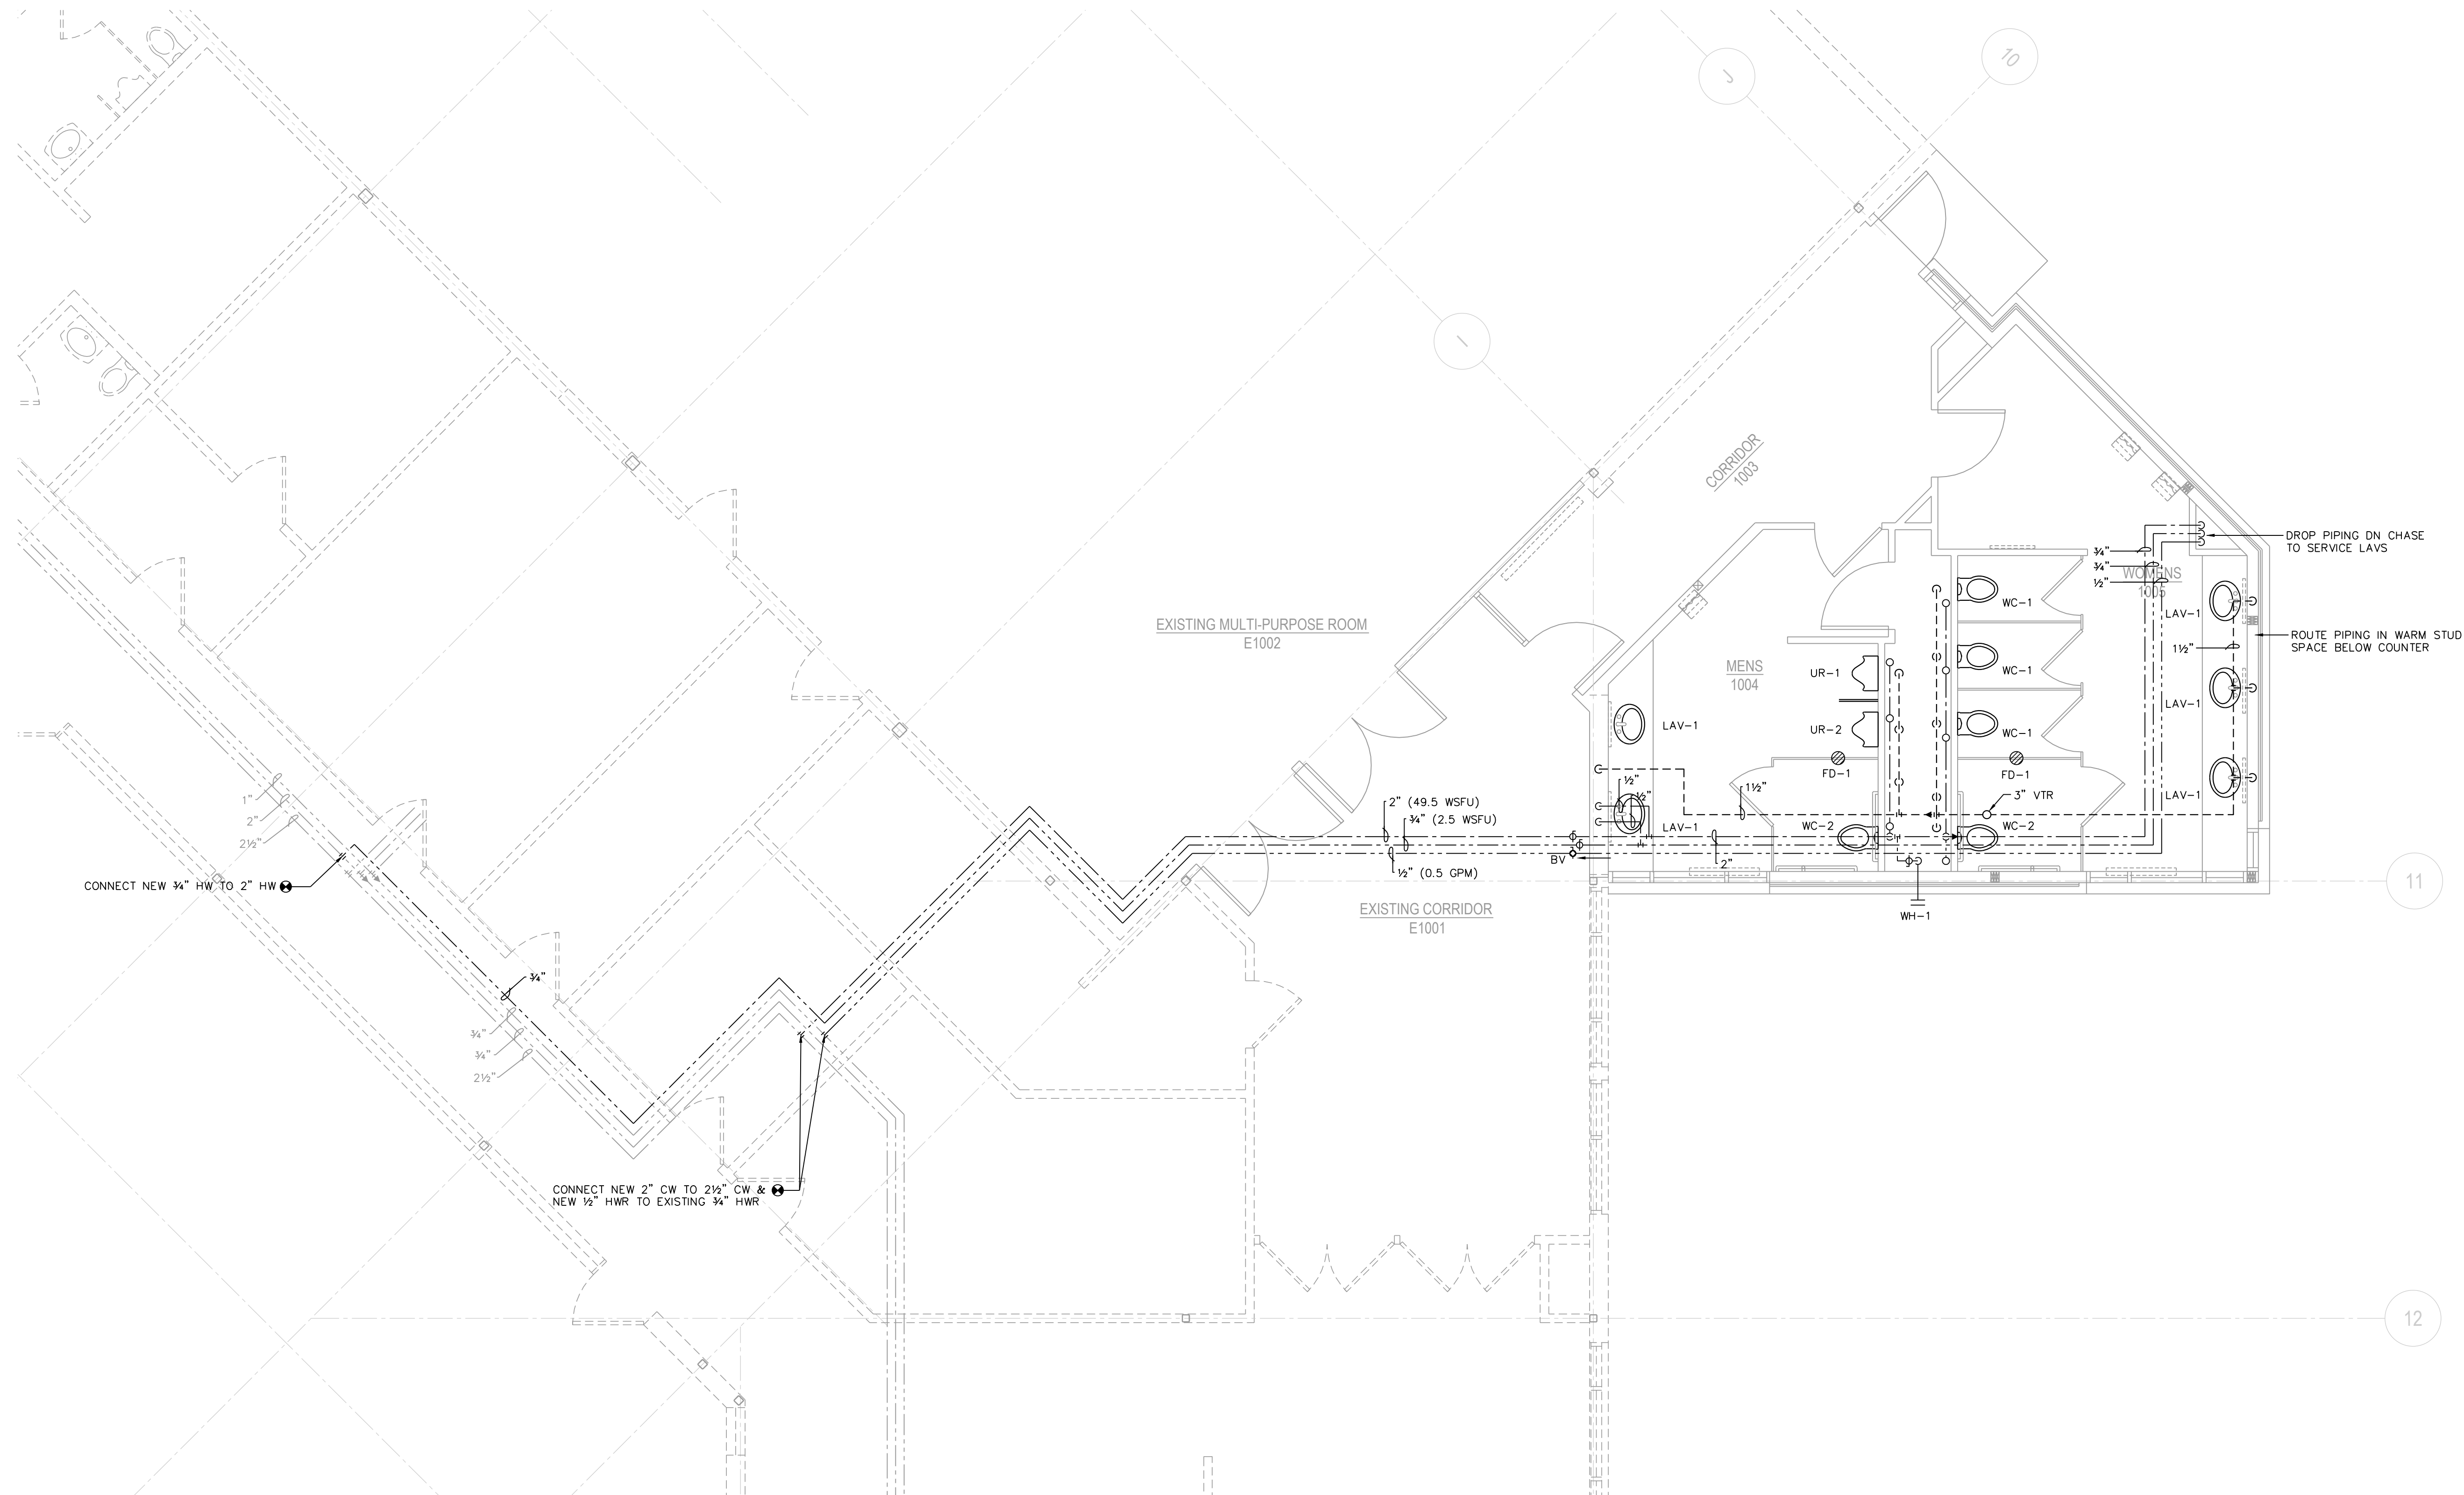 J
10
I
CORRIDOR
1003
DROP PIPING DN CHASE
TO SERVICE LAVS
¾"
¾"
½"
WOMENS
1005
WC-1
LAV-1
EXISTING MULTI-PURPOSE ROOM
E1002
ROUTE PIPING IN WARM STUD
SPACE BELOW COUNTER
1½"
WC-1
MENS
1004
UR-1
LAV-1
LAV-1
UR-2
WC-1
FD-1
FD-1
½"
½"
1½"
3" VTR
LAV-1
1"
2"
2½"
2" (49.5 WSFU)
¾" (2.5 WSFU)
LAV-1
WC-2
WC-2
BV
2"
½" (0.5 GPM)
CONNECT NEW ¾" HW TO 2" HW
11
EXISTING CORRIDOR
E1001
WH-1
¾"
¾"
¾"
2½"
CONNECT NEW 2" CW TO 2½" CW &
NEW ½" HWR TO EXISTING ¾" HWR
12